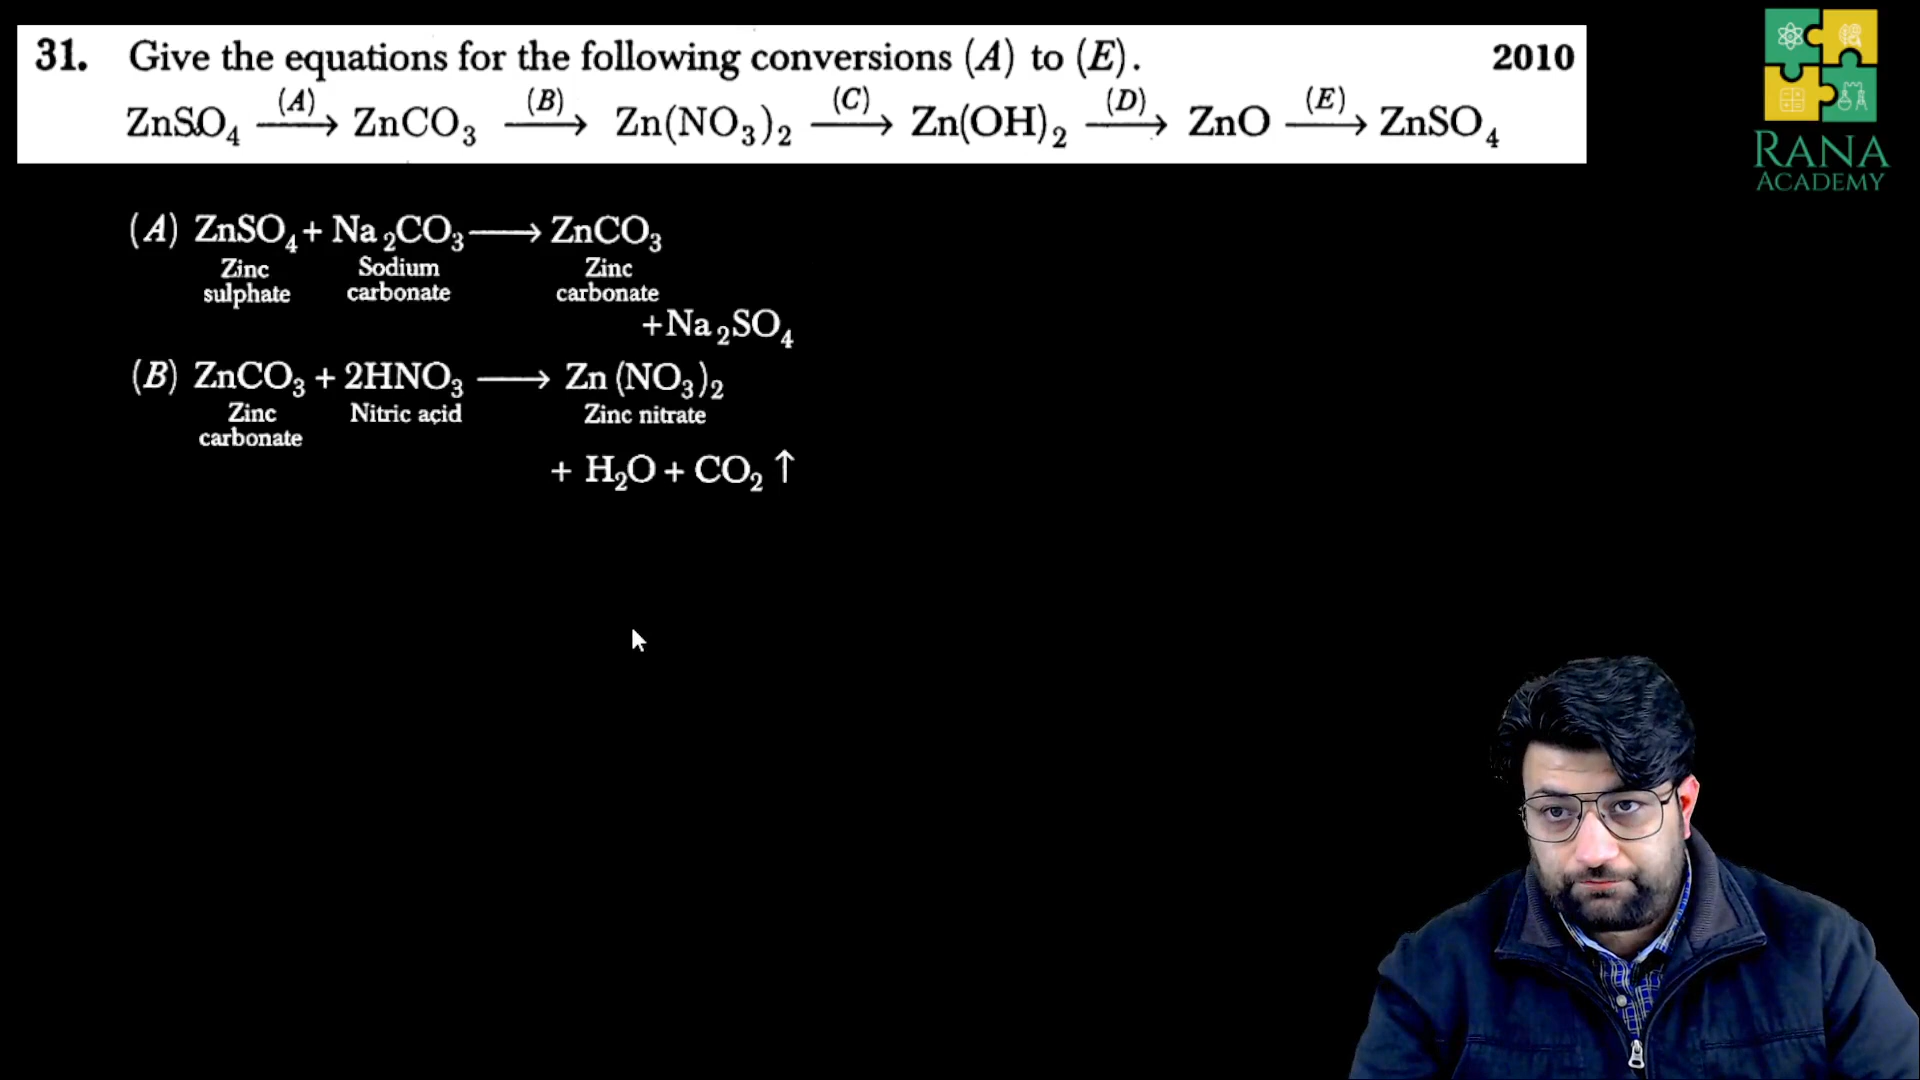 31. Give the equations for the following conversions (A) to (E). 2010
ZnSO₄ —(A)→ ZnCO₃ —(B)→ Zn(NO₃)₂ —(C)→ Zn(OH)₂ —(D)→ ZnO —(E)→ ZnSO₄
RANA
ACADEMY
(A) ZnSO₄ + Na₂CO₃ ⟶ ZnCO₃
Zinc sulphate Sodium carbonate Zinc carbonate
+Na₂SO₄
(B) ZnCO₃ + 2HNO₃ ⟶ Zn(NO₃)₂
Zinc carbonate Nitric acid Zinc nitrate
+ H₂O + CO₂ ↑